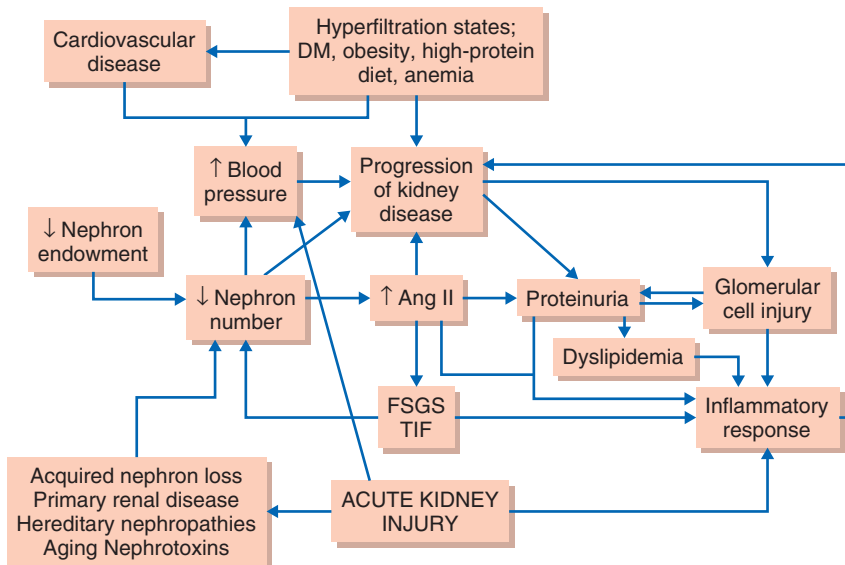 Cardiovascular
disease
Hyperfiltration states;
DM, obesity, high-protein
diet, anemia
↑ Blood
pressure
Progression
of kidney
disease
↓ Nephron
endowment
↓ Nephron
number
↑ Ang II
Proteinuria
Glomerular
cell injury
Dyslipidemia
FSGS
TIF
Inflammatory
response
Acquired nephron loss
Primary renal disease
Hereditary nephropathies
Aging Nephrotoxins
ACUTE KIDNEY
INJURY